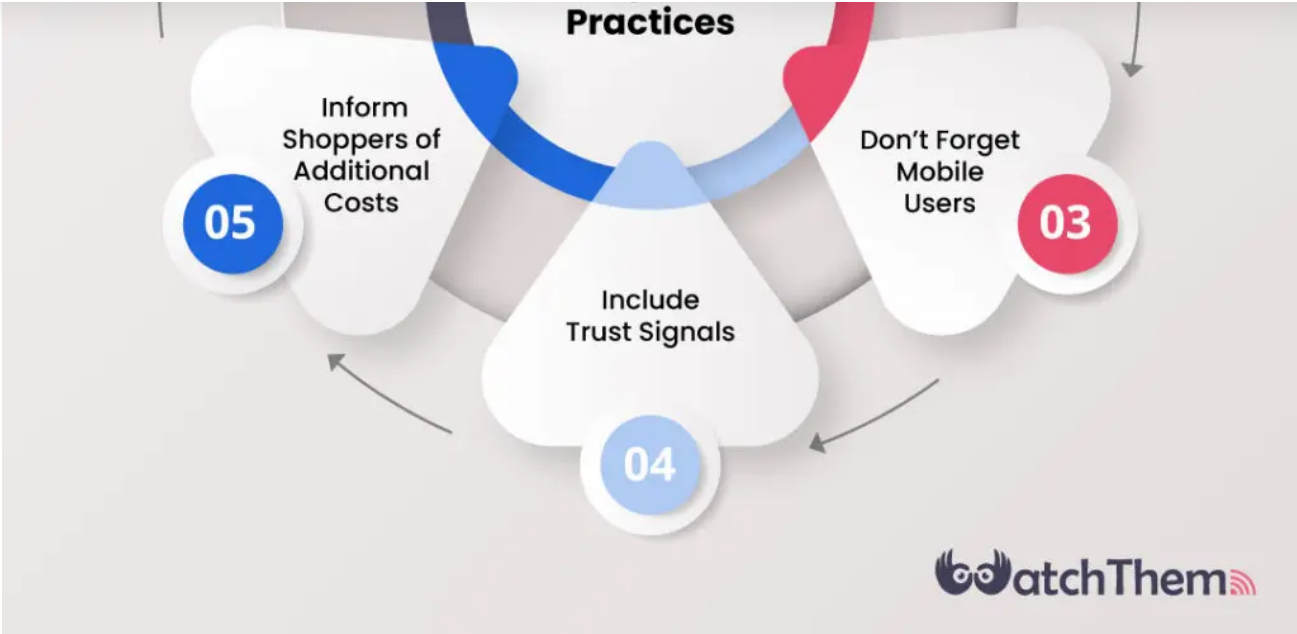 Practices
Inform
Shoppers of
Additional
Costs
05
Don't Forget
Mobile
Users
03
Include
Trust Signals
04
WatchThem